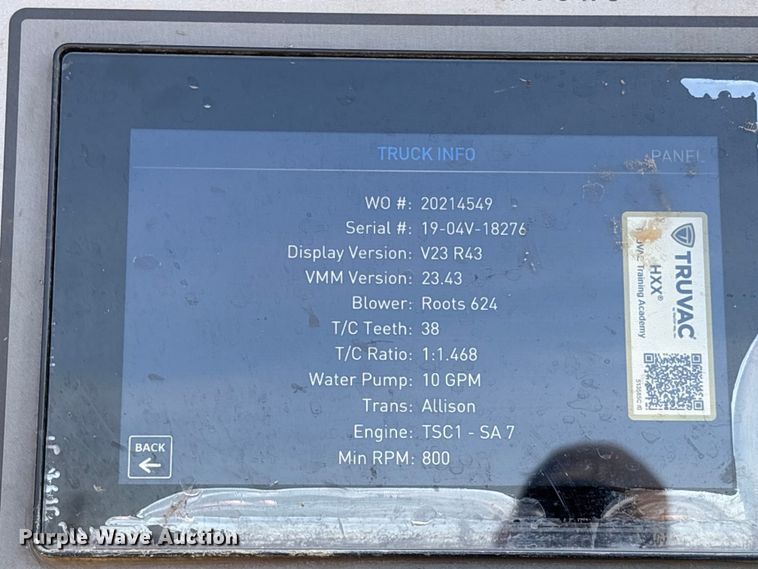 TRUCK INFO
PANEL
WO #: 20214549
Serial #: 19-04V-18276
Display Version: V23 R43
VMM Version: 23.43
Blower: Roots 624
T/C Teeth: 38
T/C Ratio: 1:1.468
Water Pump: 10 GPM
Trans: Allison
Engine: TSC1 - SA 7
Min RPM: 800
BACK
TRUVAC
HXX®
Training Academy
Purple Wave Auction